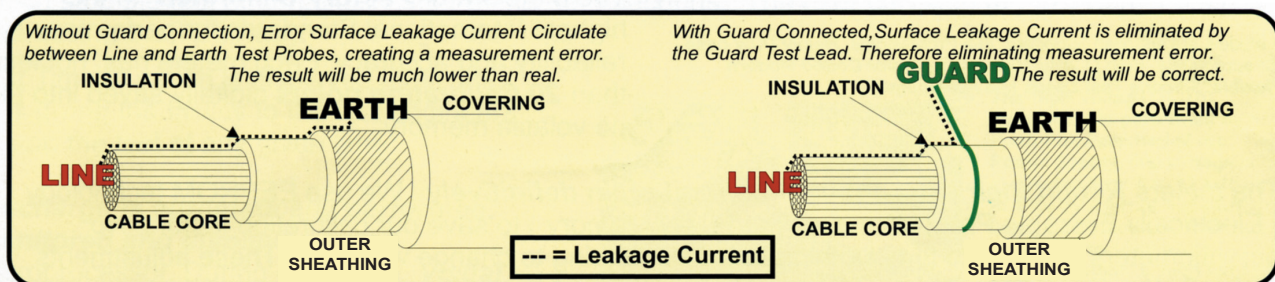 Without Guard Connection, Error Surface Leakage Current Circulate
between Line and Earth Test Probes, creating a measurement error.
The result will be much lower than real.
INSULATION
EARTH
COVERING
LINE
CABLE CORE
OUTER
SHEATHING
With Guard Connected,Surface Leakage Current is eliminated by
the Guard Test Lead. Therefore eliminating measurement error.
GUARD
The result will be correct.
INSULATION
EARTH
COVERING
LINE
CABLE CORE
OUTER
SHEATHING
--- = Leakage Current